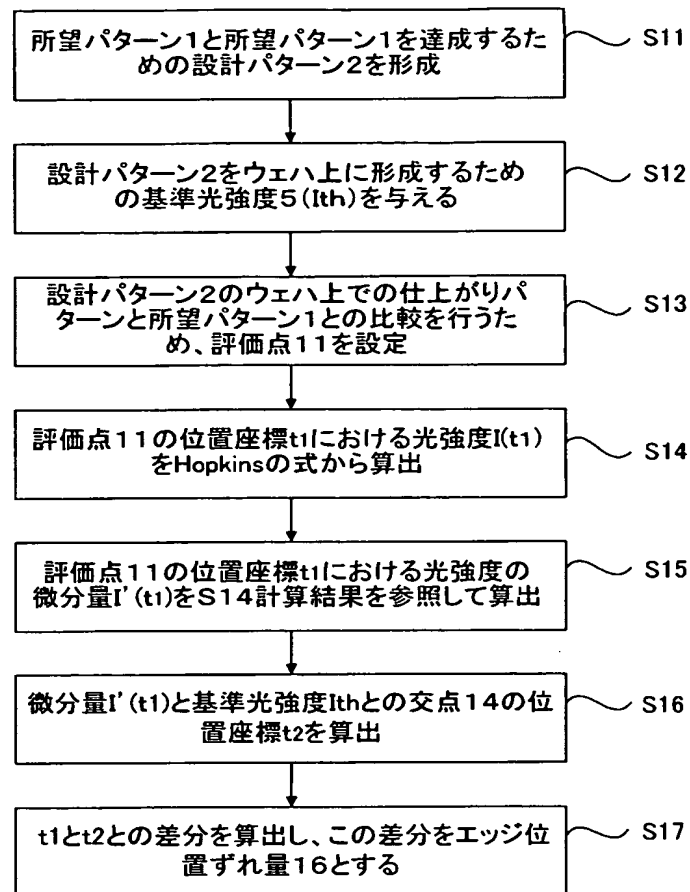 所望パターン1と所望パターン1を達成するた
めの設計パターン2を形成
S11
設計パターン2をウェハ上に形成するため
の基準光強度5(Ith)を与える
S12
設計パターン2のウェハ上での仕上がりパ
ターンと所望パターン1との比較を行うた
め、評価点11を設定
S13
評価点11の位置座標t1における光強度I(t1)
をHopkinsの式から算出
S14
評価点11の位置座標t1における光強度の
微分量I'(t1)をS14計算結果を参照して算出
S15
微分量I'(t1)と基準光強度Ithとの交点14の位
置座標t2を算出
S16
t1とt2との差分を算出し、この差分をエッジ位
置ずれ量16とする
S17